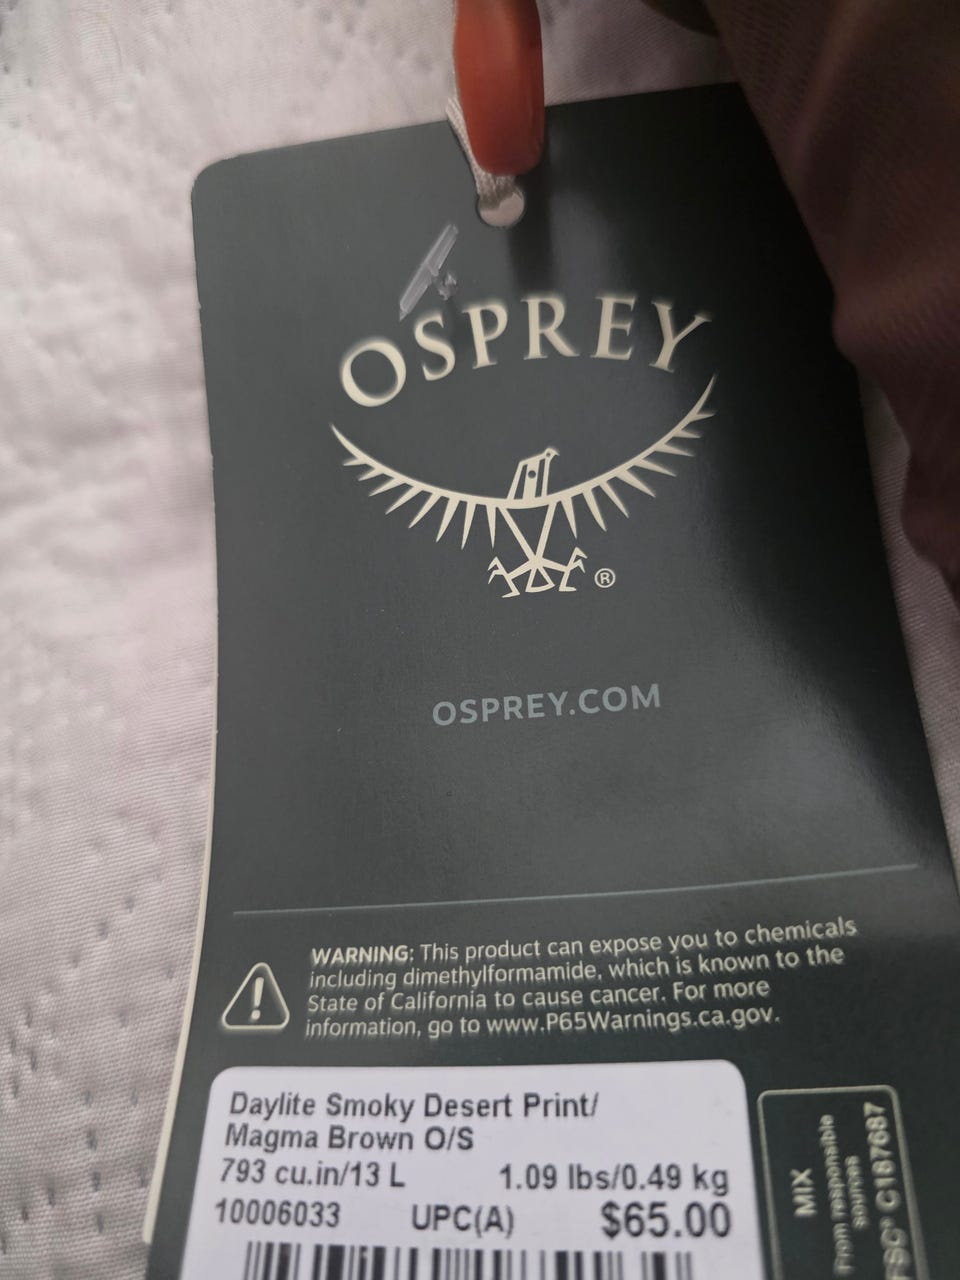 OSPREY
®
OSPREY.COM
WARNING: This product can expose you to chemicals
including dimethylformamide, which is known to the
State of California to cause cancer. For more
information, go to www.P65Warnings.ca.gov.
Daylite Smoky Desert Print/
Magma Brown O/S
793 cu.in/13 L 1.09 lbs/0.49 kg
10006033 UPC(A) $65.00
MIX
From responsible
sources
FSC® C187687